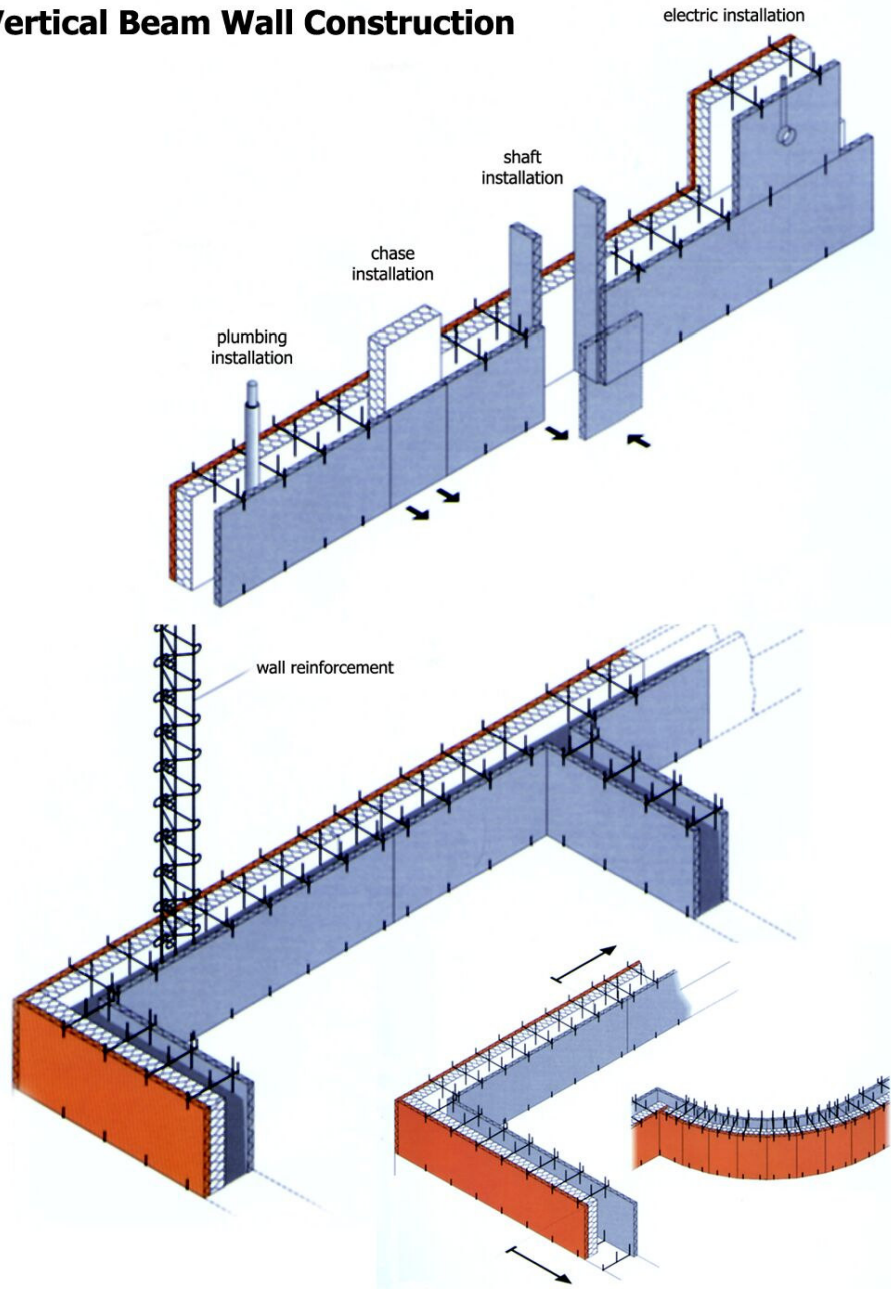 Vertical Beam Wall Construction
electric installation
shaft
installation
chase
installation
plumbing
installation
wall reinforcement